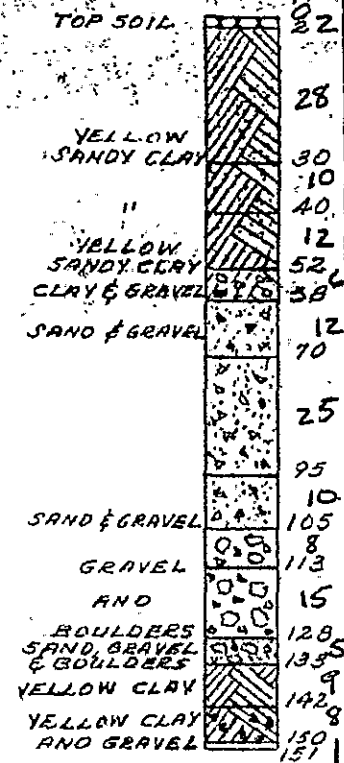 0
TOP SOIL 2 2
28
YELLOW
SANDY CLAY 30
10
" 40
12
YELLOW
SANDY CLAY 52
CLAY & GRAVEL 58 6
SAND & GRAVEL 12
70
25
95
10
SAND & GRAVEL 105
8
GRAVEL 113
AND 15
BOULDERS 128
SAND, GRAVEL 5
& BOULDERS 133
9
YELLOW CLAY 142
8
YELLOW CLAY 150
AND GRAVEL 151 1